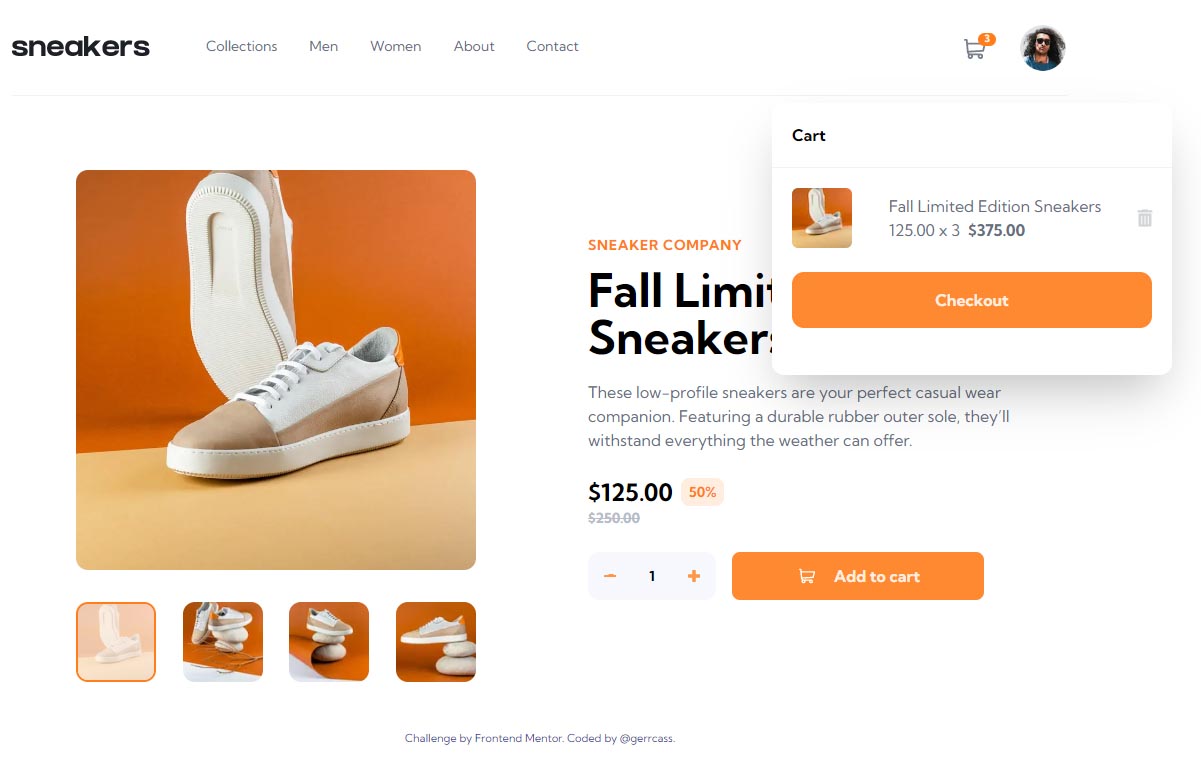 sneakers
Collections
Men
Women
About
Contact
3
Cart
Fall Limited Edition Sneakers
125.00 x 3 $375.00
Checkout
SNEAKER COMPANY
Fall Limi
Sneakers
These low-profile sneakers are your perfect casual wear
companion. Featuring a durable rubber outer sole, they’ll
withstand everything the weather can offer.
$125.00 50%
$250.00
1
Add to cart
Challenge by Frontend Mentor. Coded by @gerrcass.